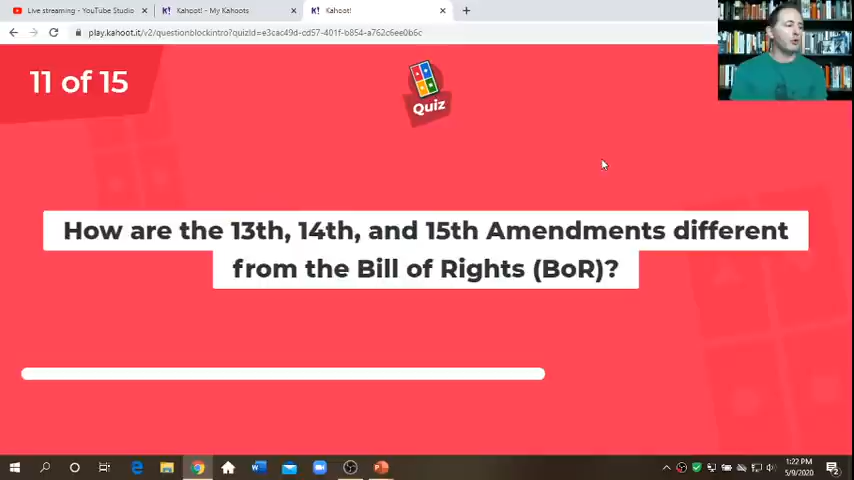 Live streaming - YouTube Studio
Kahoot! - My Kahoots
Kahoot!
play.kahoot.it/v2/questionblockintro?quizId=e3cac49d-cd57-401f-b854-a762c6ee0b6c
11 of 15
Quiz
How are the 13th, 14th, and 15th Amendments different
from the Bill of Rights (BoR)?
1:22 PM
5/9/2020